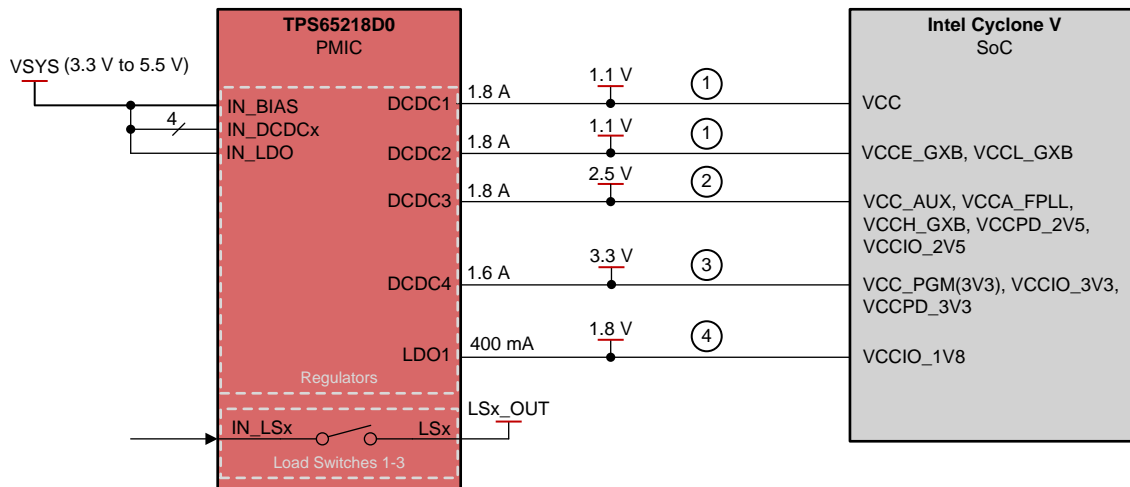 TPS65218D0
PMIC
Intel Cyclone V
SoC
VSYS (3.3 V to 5.5 V)
IN_BIAS
4
IN_DCDCx
IN_LDO
DCDC1
1.8 A
1.1 V
1
VCC
DCDC2
1.8 A
1.1 V
1
VCCE_GXB, VCCL_GXB
DCDC3
1.8 A
2.5 V
2
VCC_AUX, VCCA_FPLL,
VCCH_GXB, VCCPD_2V5,
VCCIO_2V5
DCDC4
1.6 A
3.3 V
3
VCC_PGM(3V3), VCCIO_3V3,
VCCPD_3V3
LDO1
400 mA
1.8 V
4
VCCIO_1V8
Regulators
IN_LSx
LSx
LSx_OUT
Load Switches 1-3